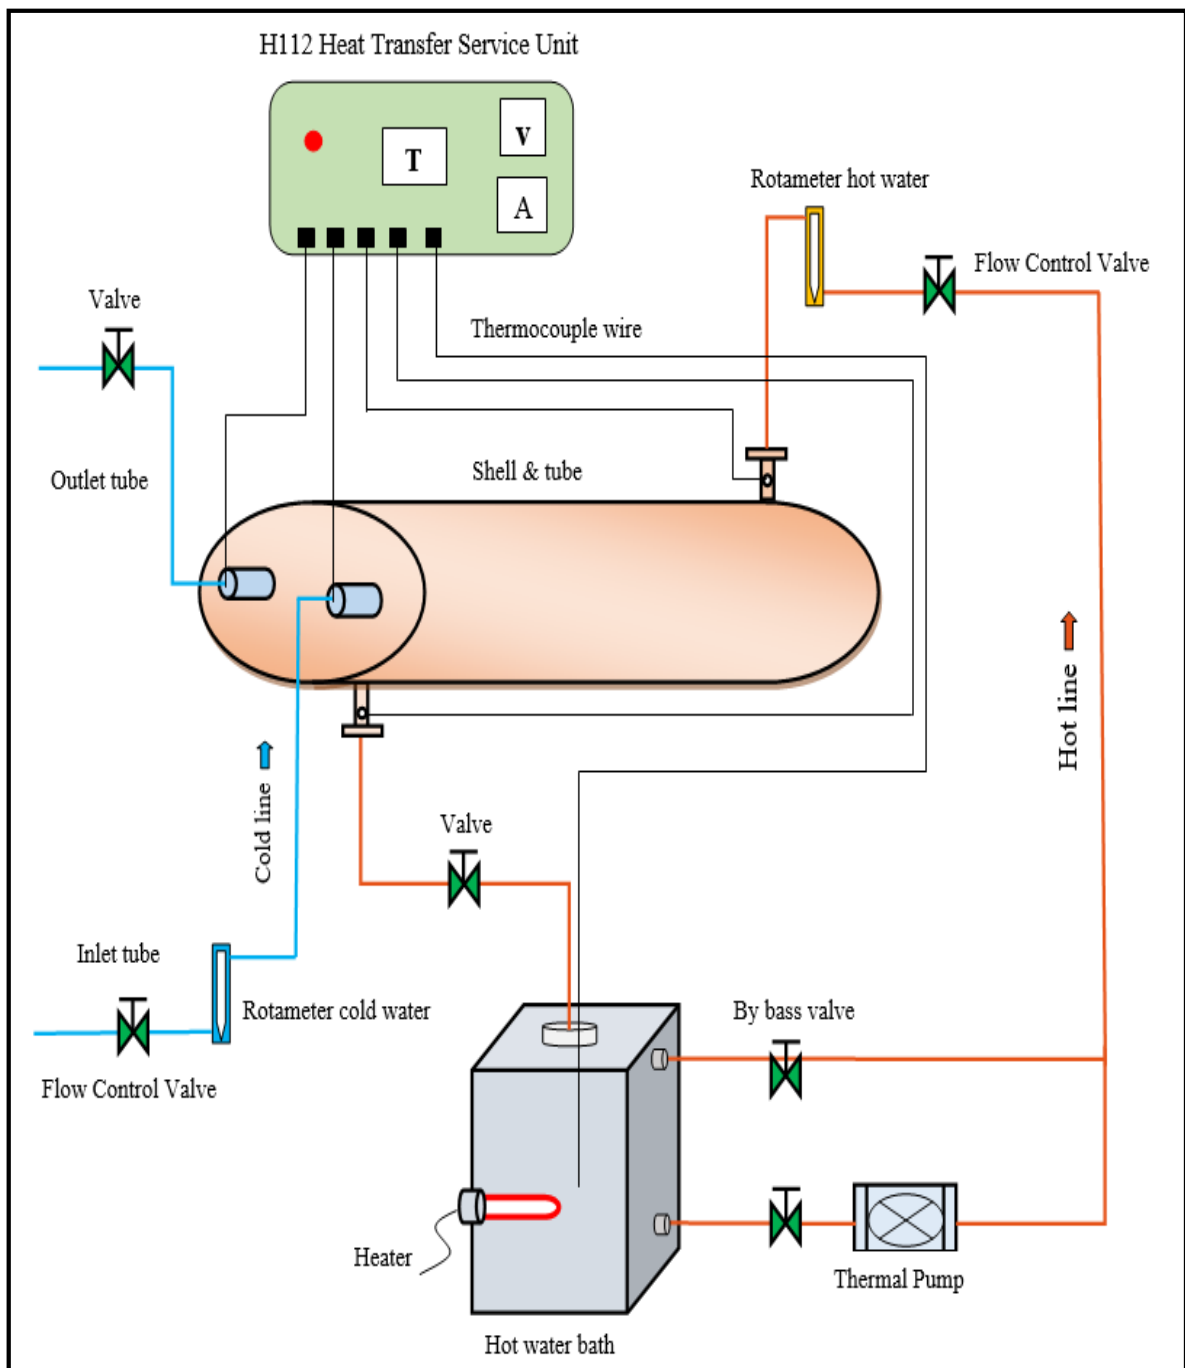 H112 Heat Transfer Service Unit
T
V
A
Rotameter hot water
Flow Control Valve
Valve
Thermocouple wire
Outlet tube
Shell & tube
Hot line
Cold line
Valve
Inlet tube
Rotameter cold water
By bass valve
Flow Control Valve
Heater
Thermal Pump
Hot water bath